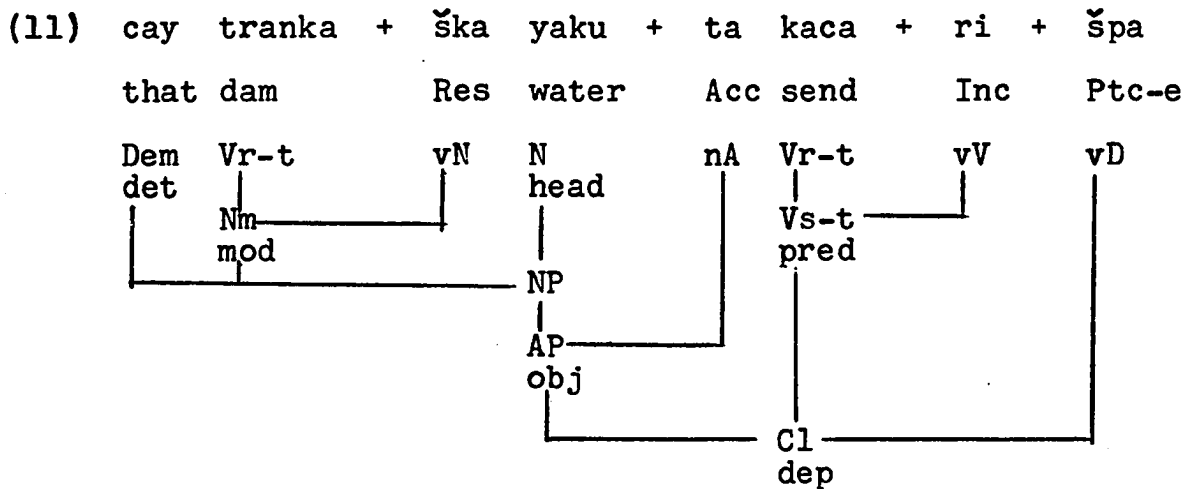 (11) cay tranka + ška yaku + ta kaca + ri + špa
that dam Res water Acc send Inc Ptc-e
Dem Vr-t vN N nA Vr-t vV vD
det head
Nm Vs-t
mod pred
NP
AP
obj
Cl
dep